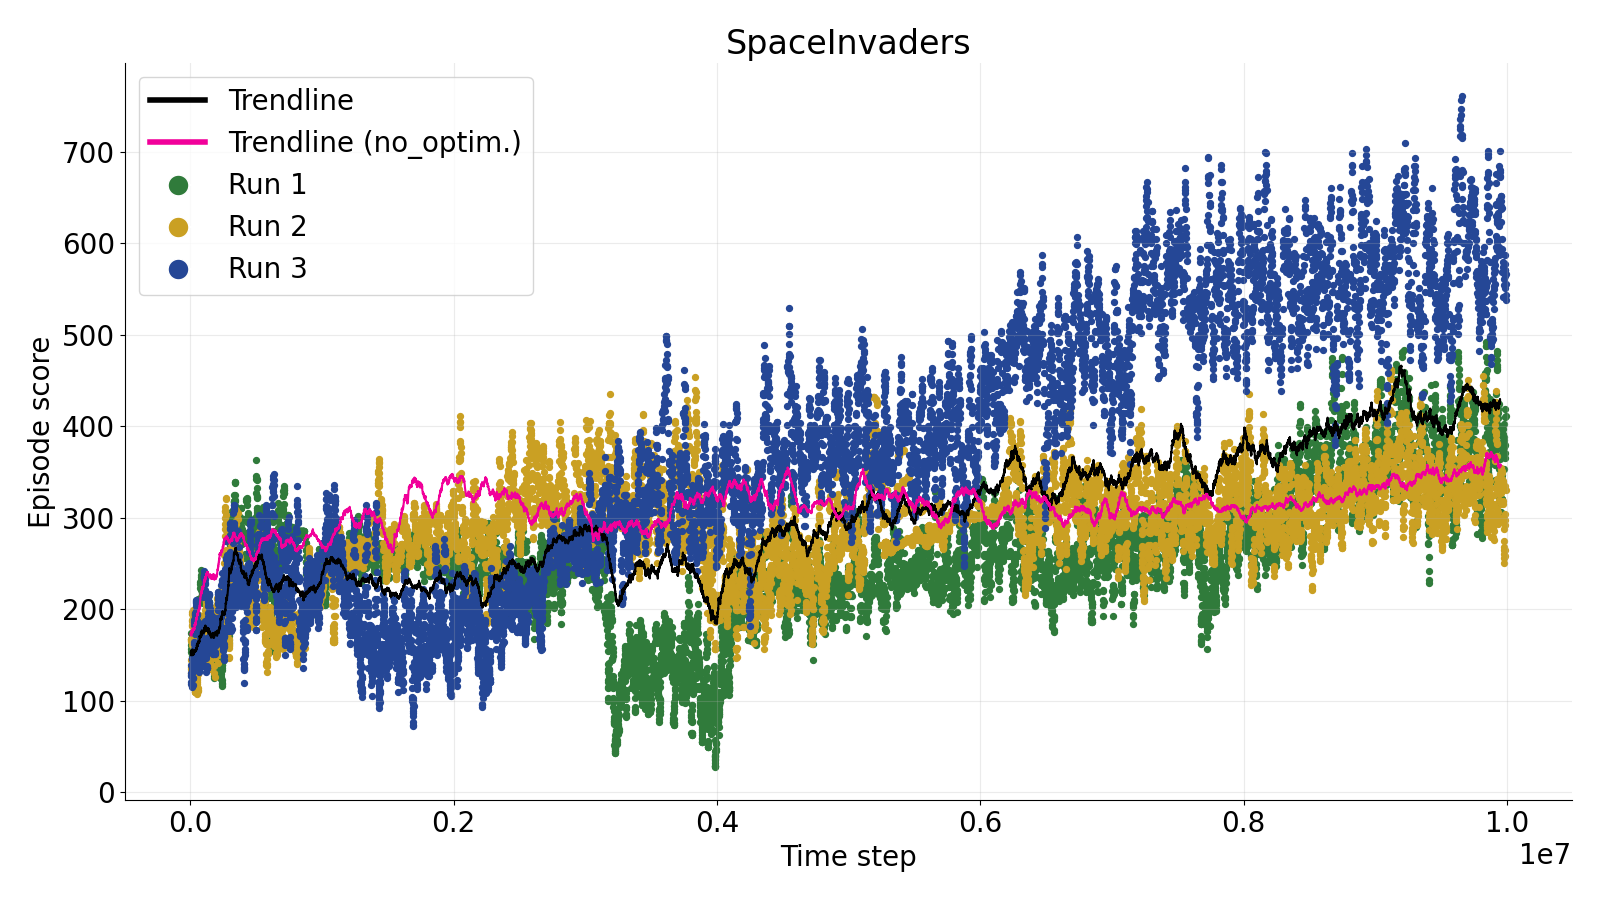 SpaceInvaders
Trendline
Trendline (no_optim.)
Run 1
Run 2
Run 3
Episode score
700
600
500
400
300
200
100
0
0.0 0.2 0.4 0.6 0.8 1.0
1e7
Time step